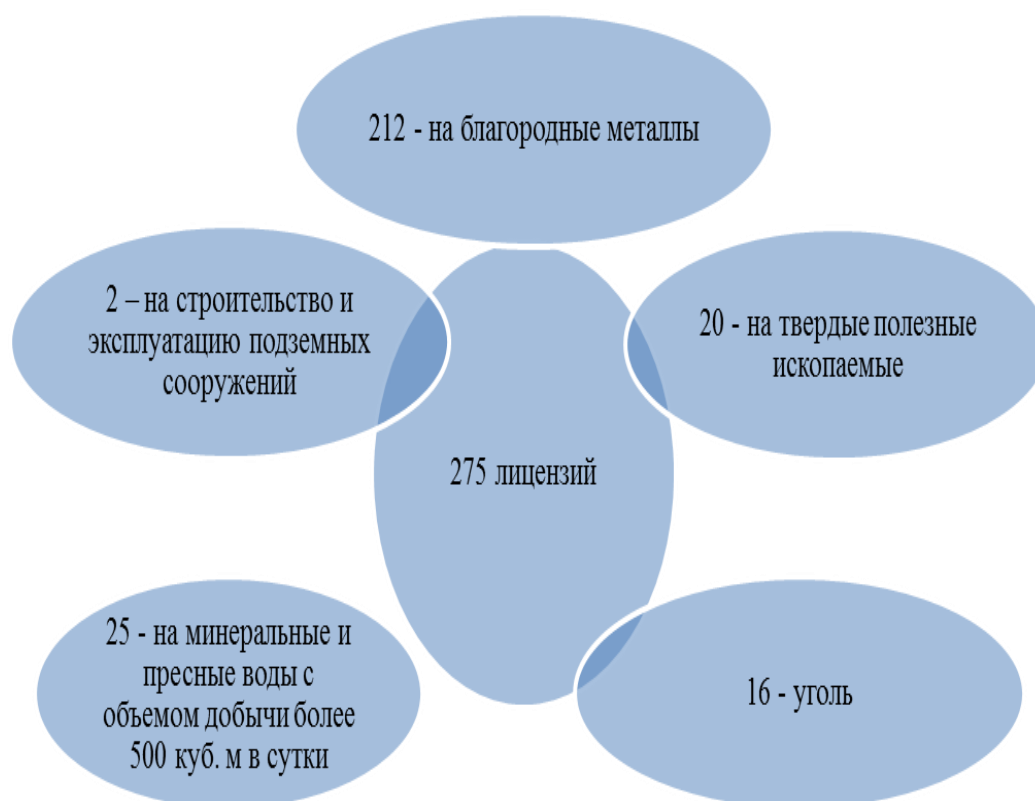 212 - на благородные металлы
2 – на строительство и
эксплуатацию подземных
сооружений
20 - на твердые полезные
ископаемые
275 лицензий
25 - на минеральные и
пресные воды с
объемом добычи более
500 куб. м в сутки
16 - уголь